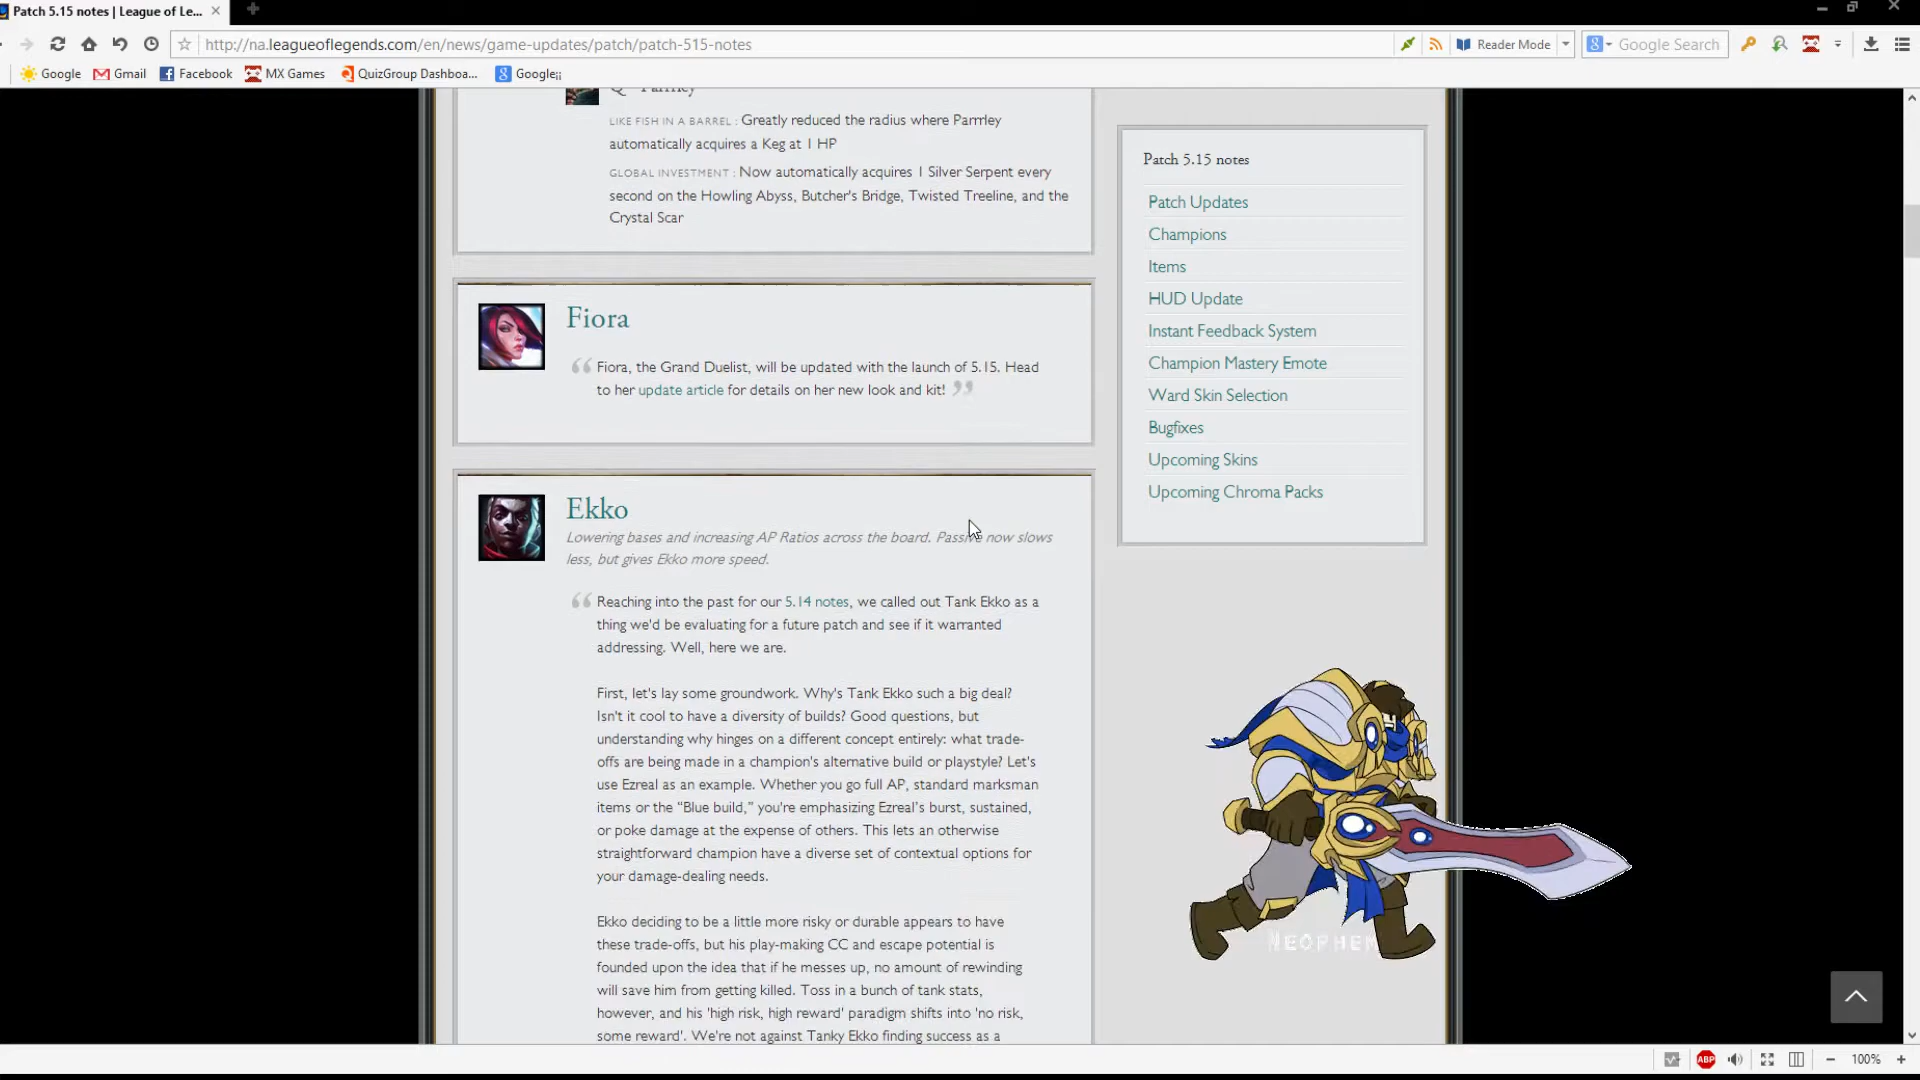 Patch 5.15 notes | League of Le...
http://na.leagueoflegends.com/en/news/game-updates/patch/patch-515-notes
Reader Mode
Google Search
Google
Gmail
Facebook
MX Games
QuizGroup Dashboa...
Google¡¡
Q - Parrrley
LIKE FISH IN A BARREL : Greatly reduced the radius where Parrrley
automatically acquires a Keg at 1 HP
GLOBAL INVESTMENT : Now automatically acquires 1 Silver Serpent every
second on the Howling Abyss, Butcher's Bridge, Twisted Treeline, and the
Crystal Scar
Fiora
Fiora, the Grand Duelist, will be updated with the launch of 5.15. Head
to her update article for details on her new look and kit!
Ekko
Lowering bases and increasing AP Ratios across the board. Passive now slows
less, but gives Ekko more speed.
Reaching into the past for our 5.14 notes, we called out Tank Ekko as a
thing we'd be evaluating for a future patch and see if it warranted
addressing. Well, here we are.
First, let's lay some groundwork. Why's Tank Ekko such a big deal?
Isn't it cool to have a diversity of builds? Good questions, but
understanding why hinges on a different concept entirely: what trade-
offs are being made in a champion's alternative build or playstyle? Let's
use Ezreal as an example. Whether you go full AP, standard marksman
items or the "Blue build," you're emphasizing Ezreal's burst, sustained,
or poke damage at the expense of others. This lets an otherwise
straightforward champion have a diverse set of contextual options for
your damage-dealing needs.
Ekko deciding to be a little more risky or durable appears to have
these trade-offs, but his play-making CC and escape potential is
founded upon the idea that if he messes up, no amount of rewinding
will save him from getting killed. Toss in a bunch of tank stats,
however, and his 'high risk, high reward' paradigm shifts into 'no risk,
some reward'. We're not against Tanky Ekko finding success as a
Patch 5.15 notes
Patch Updates
Champions
Items
HUD Update
Instant Feedback System
Champion Mastery Emote
Ward Skin Selection
Bugfixes
Upcoming Skins
Upcoming Chroma Packs
ABP
100%